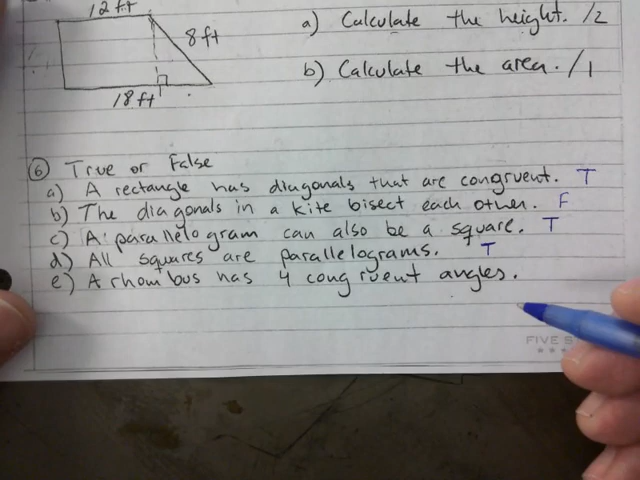 12 ft
8 ft
18 ft
a) Calculate the height. /2
b) Calculate the area. /1
6 True or False
a) A rectangle has diagonals that are congruent. T
b) The diagonals in a kite bisect each other. F
c) A parallelogram can also be a square. T
d) All squares are parallelograms. T
e) A rhombus has 4 congruent angles.
FIVE S